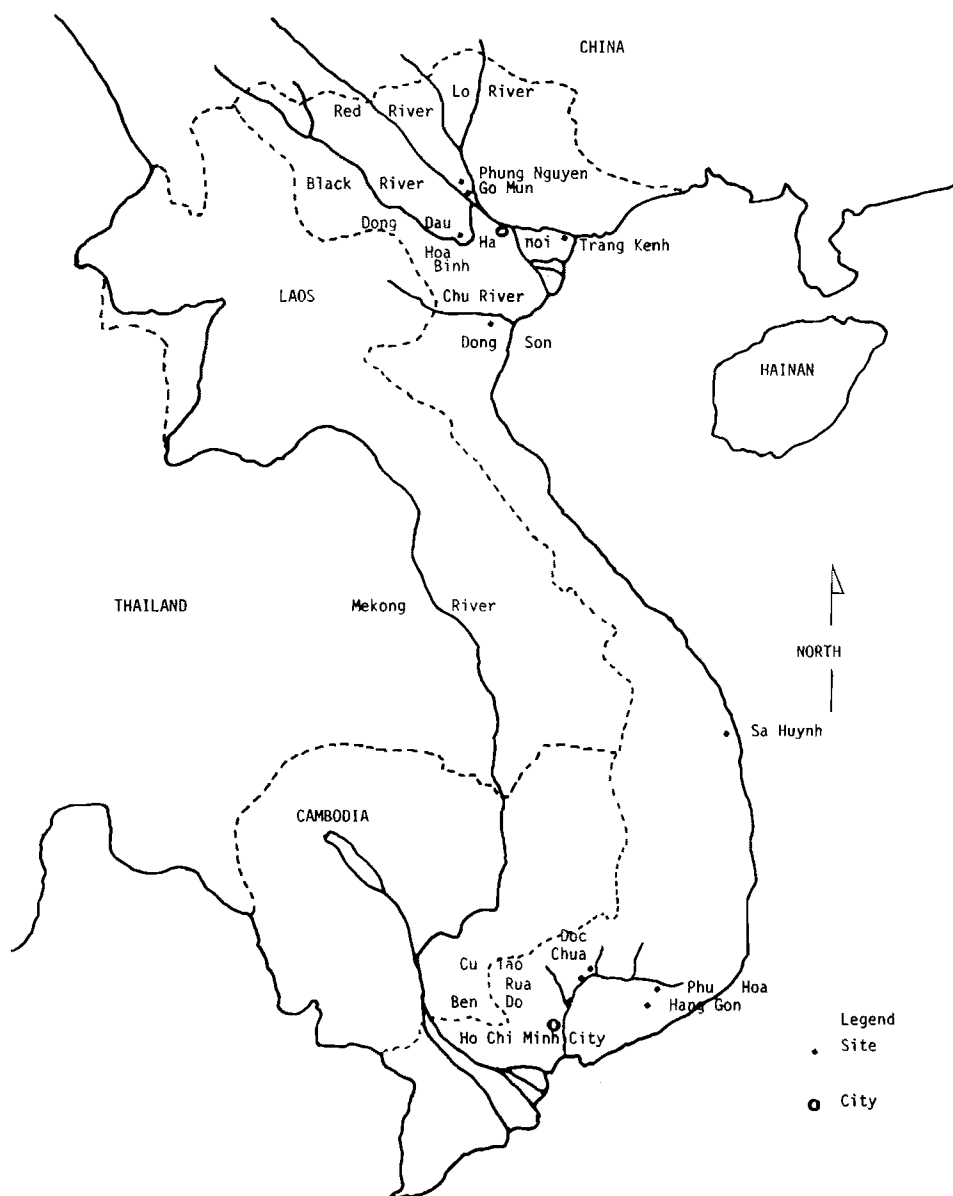 CHINA
Lo River
Red River
Phung Nguyen
Go Mun
Black River
Dong Dau
Ha noi
Trang Kenh
Hoa
Binh
LAOS
Chu River
Dong Son
HAINAN
THAILAND
Mekong River
NORTH
Sa Huynh
CAMBODIA
Doc
Chua
Cu Lao
Rua
Phu Hoa
Ben Do
Hang Gon
Ho Chi Minh City
Legend
Site
City